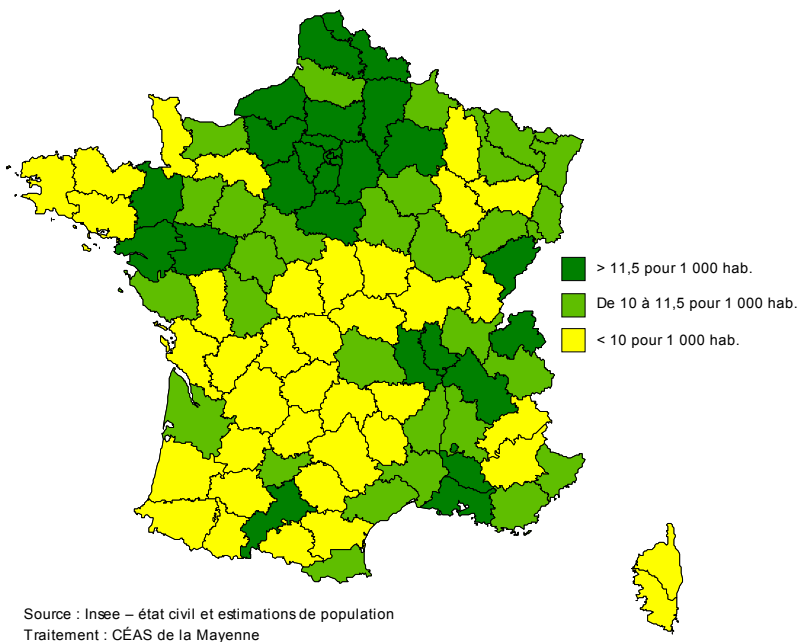 > 11,5 pour 1 000 hab.
De 10 à 11,5 pour 1 000 hab.
< 10 pour 1 000 hab.
Source : Insee – état civil et estimations de population
Traitement : CÉAS de la Mayenne